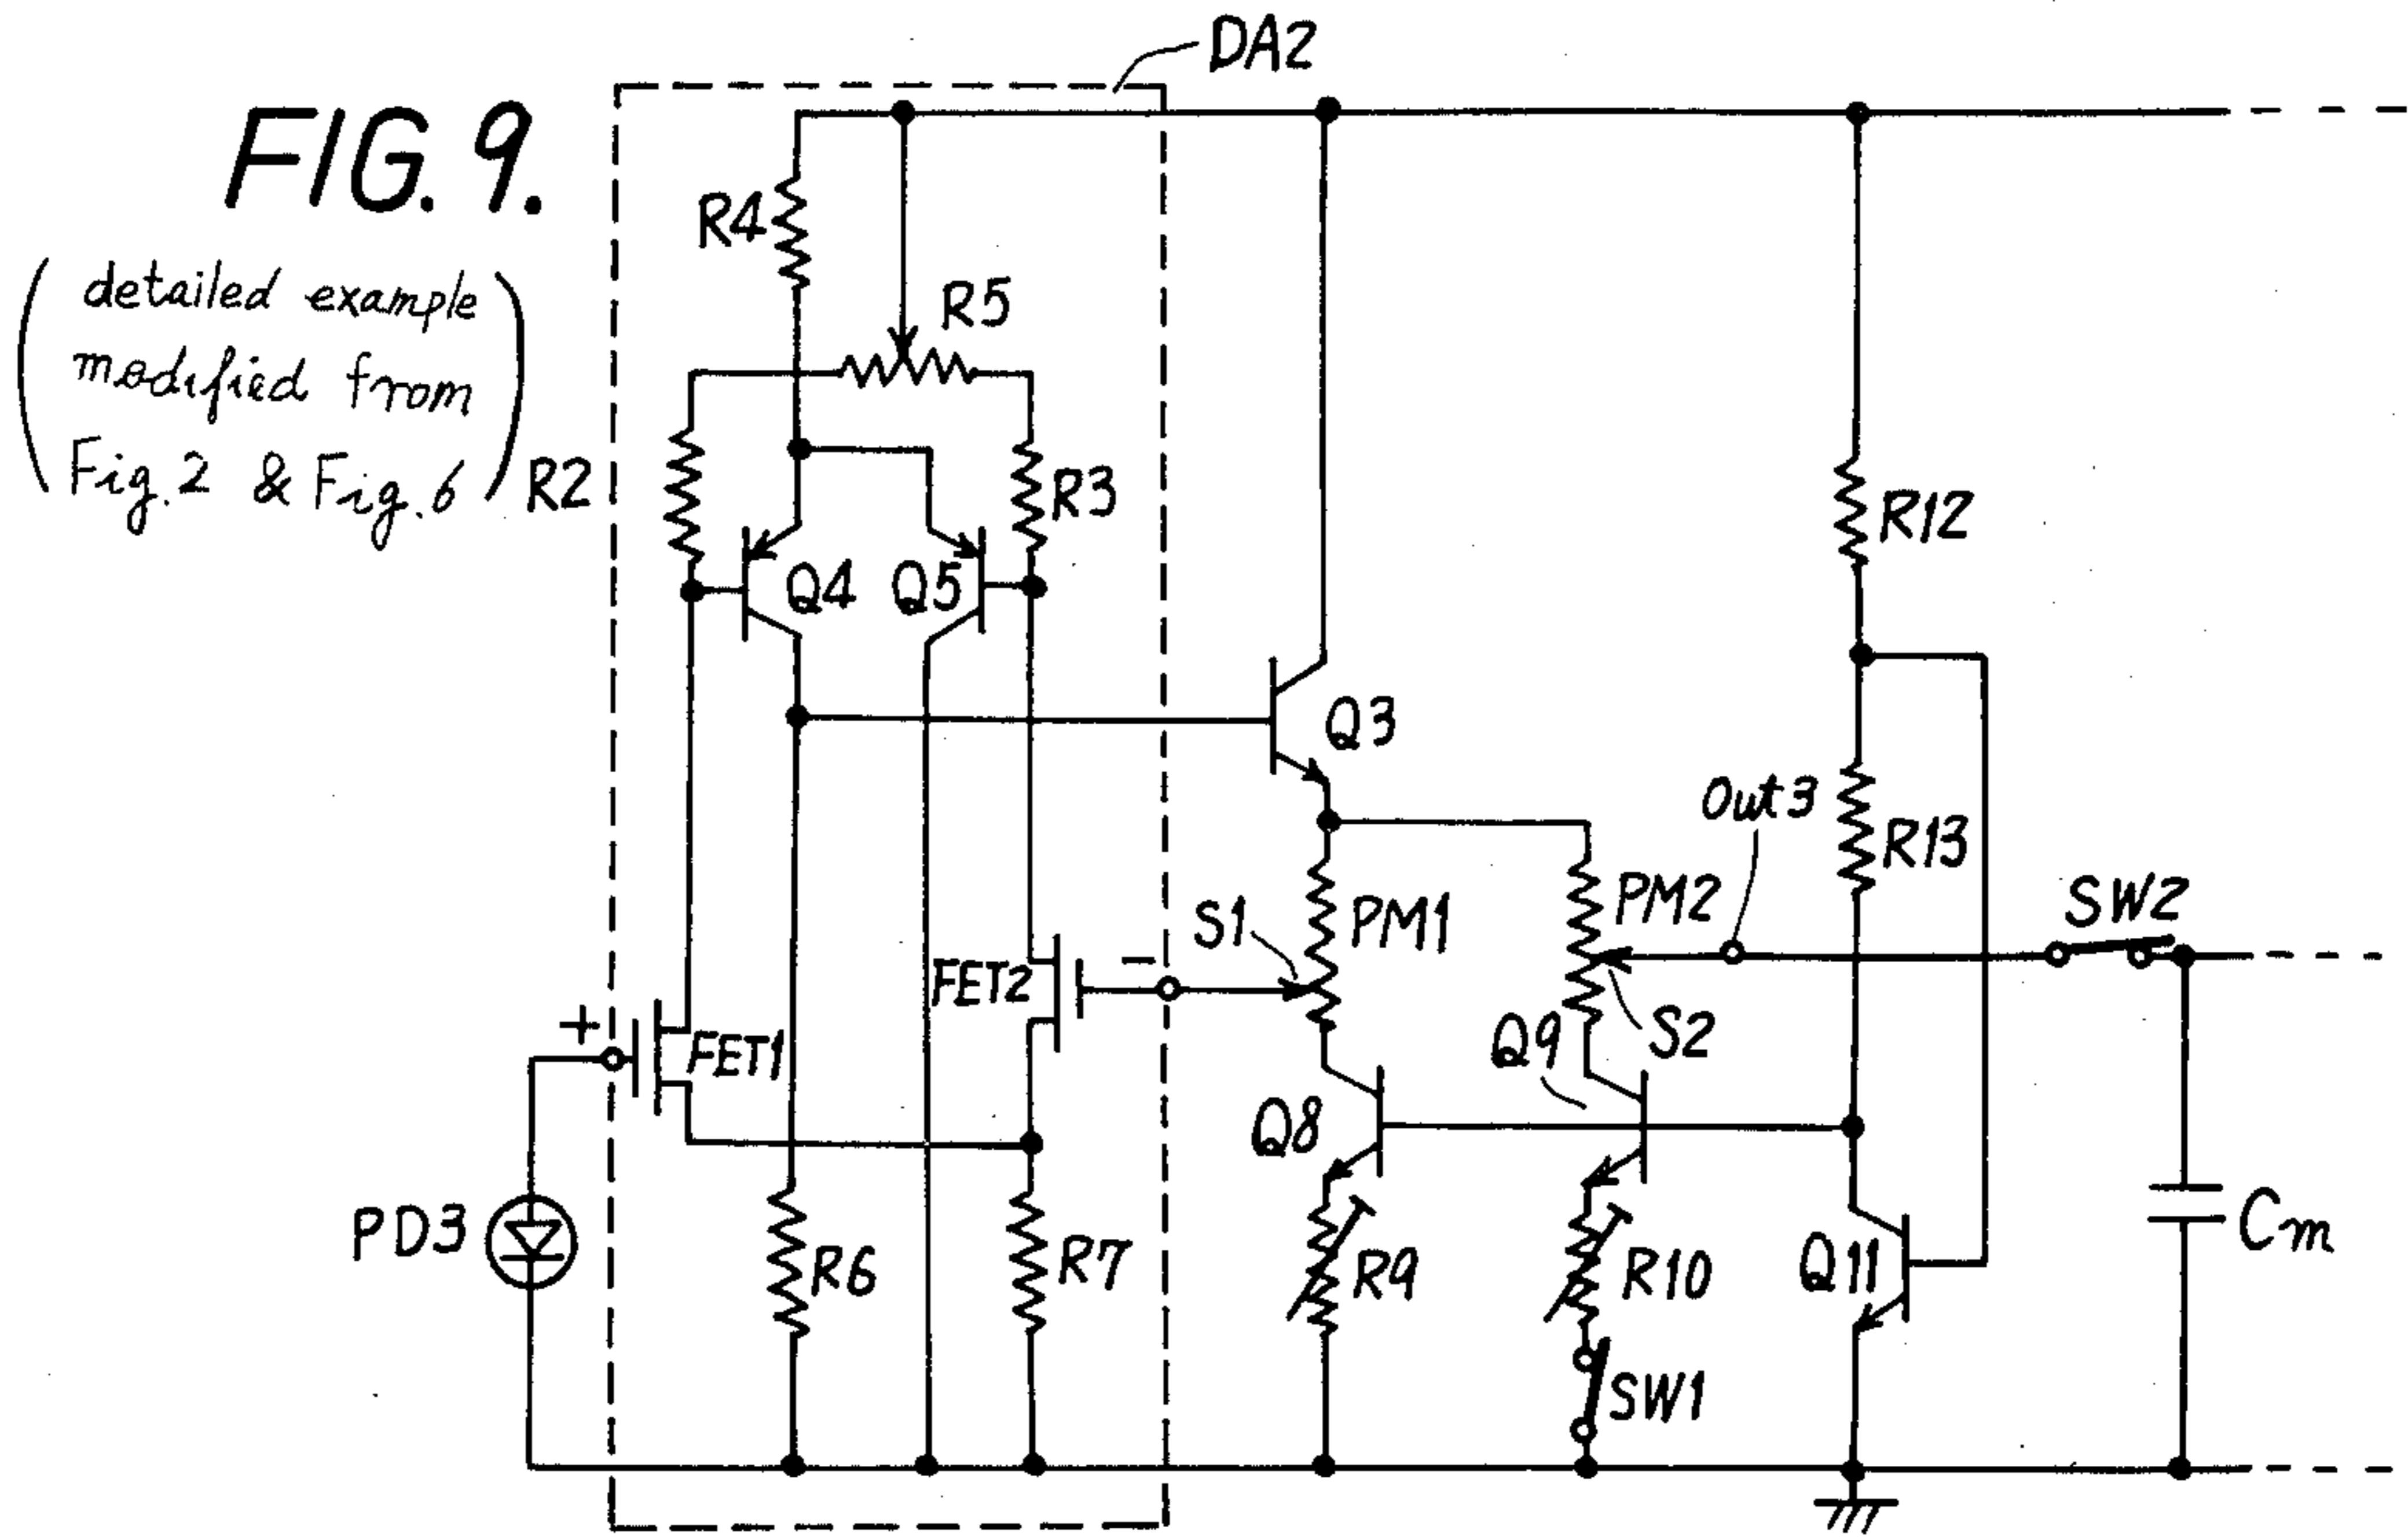 DA2
FIG. 9.
( detailed example
modified from
Fig. 2 & Fig. 6 )
R4
R5
R2
R3
R12
Q4
Q5
Q3
Out3
R13
PM1
PM2
SW2
S1
FET2
−
+
FET1
Q9
S2
Q8
PD3
R6
R7
R9
R10
Q11
Cm
SW1